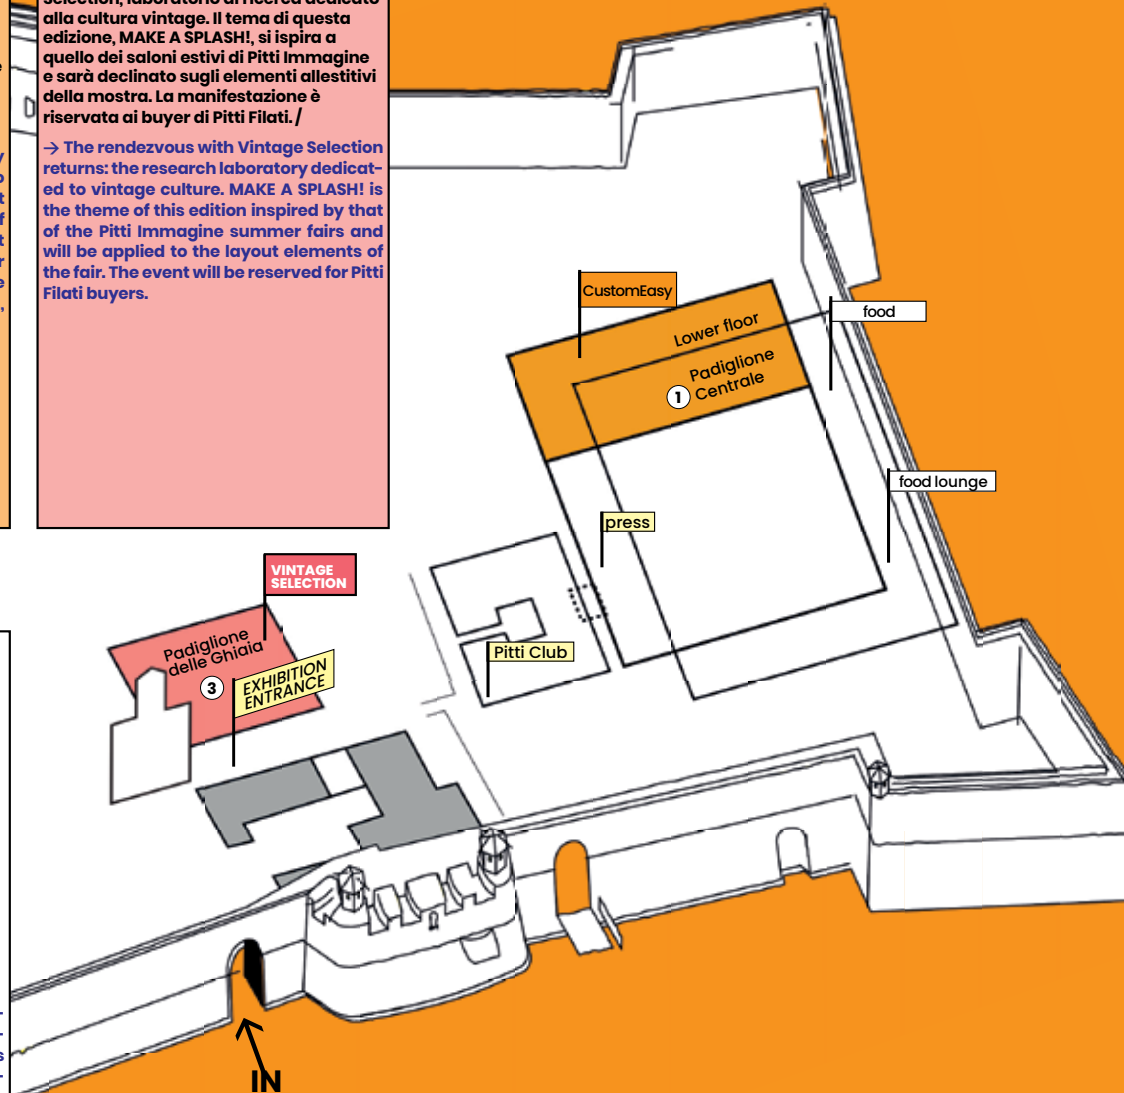 alla cultura vintage. Il tema di questa
edizione, MAKE A SPLASH!, si ispira a
quello dei saloni estivi di Pitti Immagine
e sarà declinato sugli elementi allestitivi
della mostra. La manifestazione è
riservata ai buyer di Pitti Filati. /
→ The rendezvous with Vintage Selection
returns: the research laboratory dedicat-
ed to vintage culture. MAKE A SPLASH! is
the theme of this edition inspired by that
of the Pitti Immagine summer fairs and
will be applied to the layout elements of
the fair. The event will be reserved for Pitti
Filati buyers.
CustomEasy
Lower floor
food
Padiglione
1 Centrale
food lounge
press
VINTAGE
SELECTION
Padiglione
delle Ghiaia
3
EXHIBITION
ENTRANCE
Pitti Club
IN